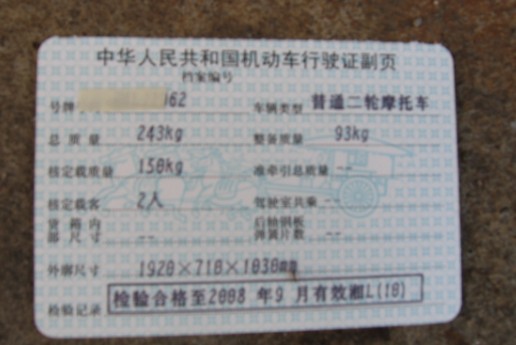 中华人民共和国机动车行驶证副页
档案编号
号牌 62 车辆类型 普通二轮摩托车
总质量 243kg 整备质量 93kg
核定载质量 150kg 准牵引总质量 --
核定载客 2人 驾驶室共乘 --
货箱内部尺寸 -- 后轴钢板弹簧片数 --
外廓尺寸 1920×710×1030mm
检验记录 检验合格至2008 年9 月有效湘L(10)